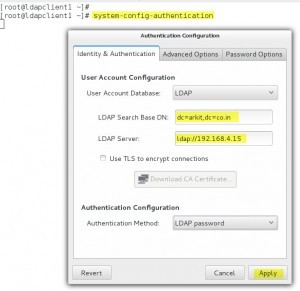 [root@ldapclient1 ~]#
[root@ldapclient1 ~]# system-config-authentication
Authentication Configuration
Identity & Authentication
Advanced Options
Password Options
User Account Configuration
User Account Database:
LDAP
LDAP Search Base DN:
dc=arkit,dc=co.in
LDAP Server:
ldap://192.168.4.15
Use TLS to encrypt connections
Download CA Certificate...
Authentication Configuration
Authentication Method:
LDAP password
Revert
Cancel
Apply